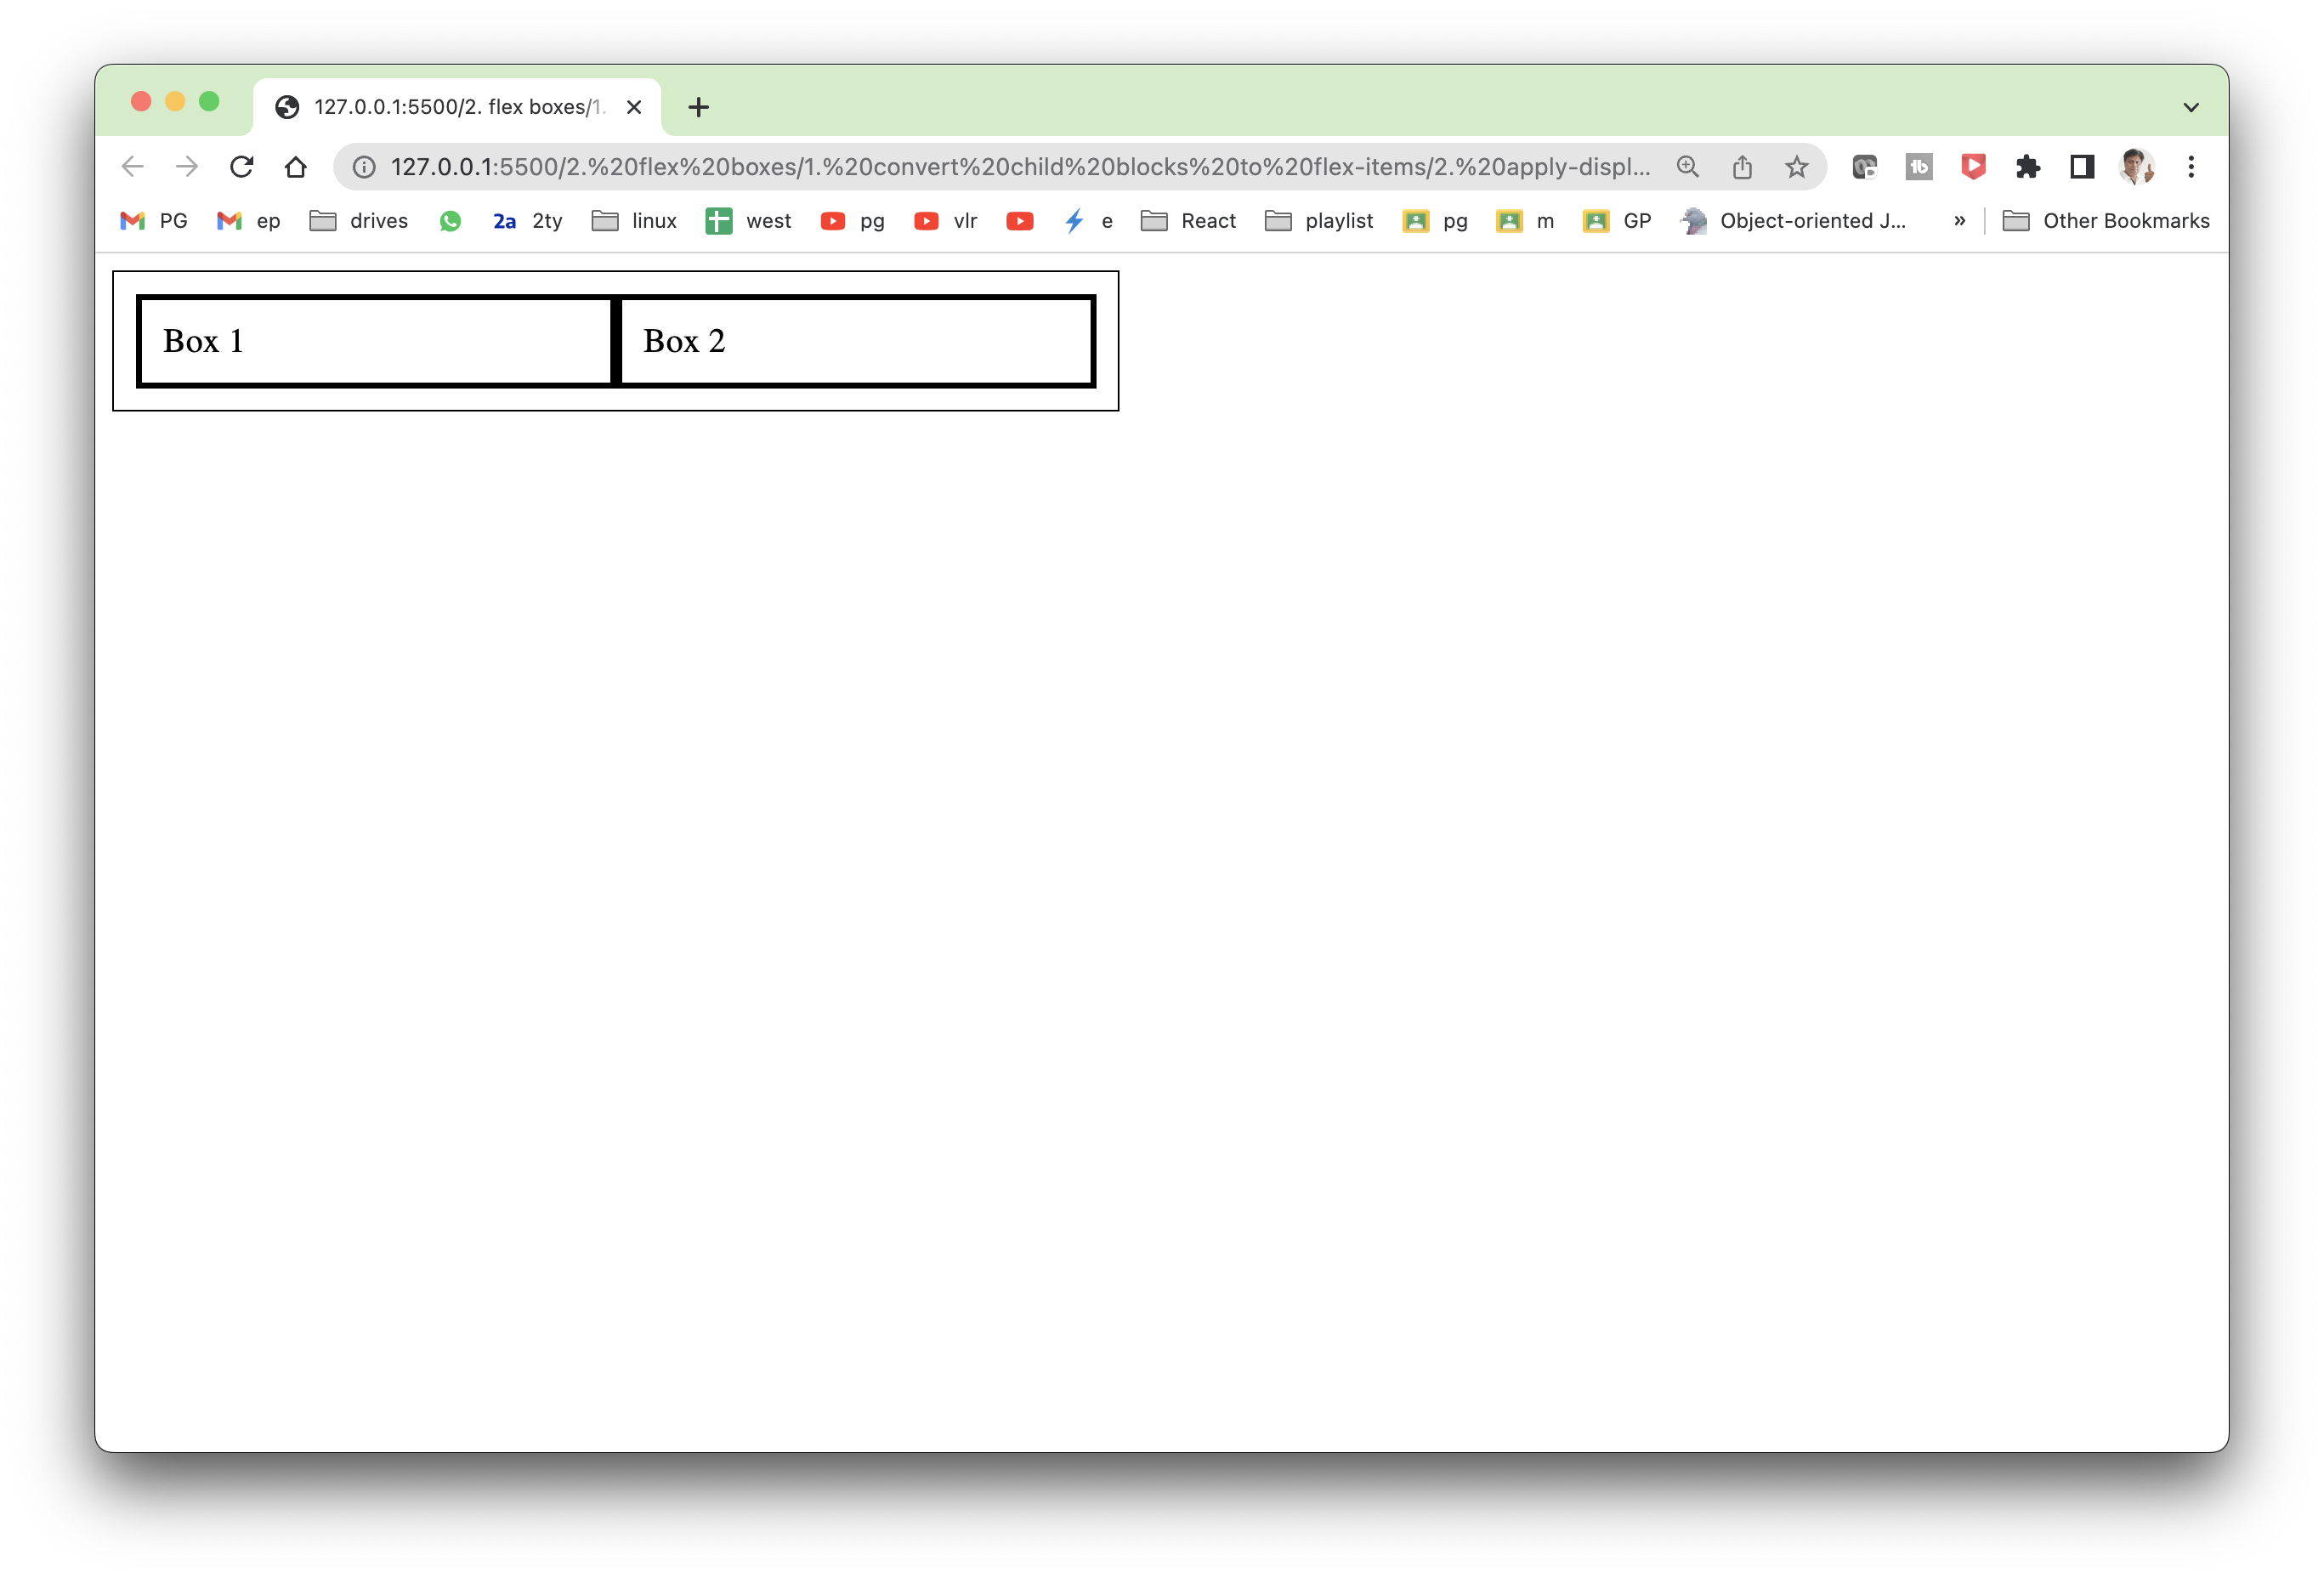 127.0.0.1:5500/2. flex boxes/1.
127.0.0.1:5500/2.%20flex%20boxes/1.%20convert%20child%20blocks%20to%20flex-items/2.%20apply-displ...
PG ep drives 2a 2ty linux west pg vlr e React playlist pg m GP Object-oriented J... » Other Bookmarks
Box 1 Box 2